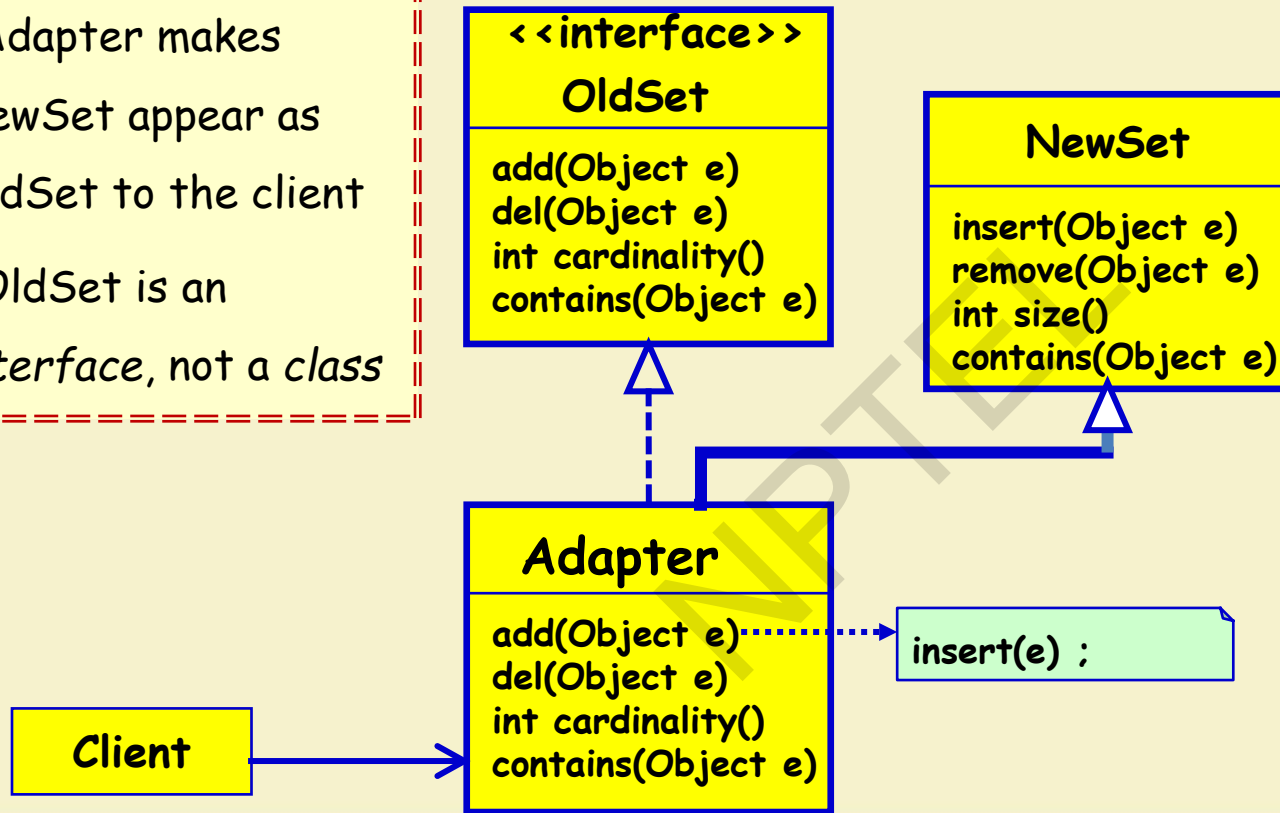 Adapter makes
ewSet appear as
dSet to the client
OldSet is an
terface, not a class
<<interface>>
OldSet
add(Object e)
del(Object e)
int cardinality()
contains(Object e)
NewSet
insert(Object e)
remove(Object e)
int size()
contains(Object e)
Adapter
add(Object e)
del(Object e)
int cardinality()
contains(Object e)
insert(e) ;
Client
NPTEL